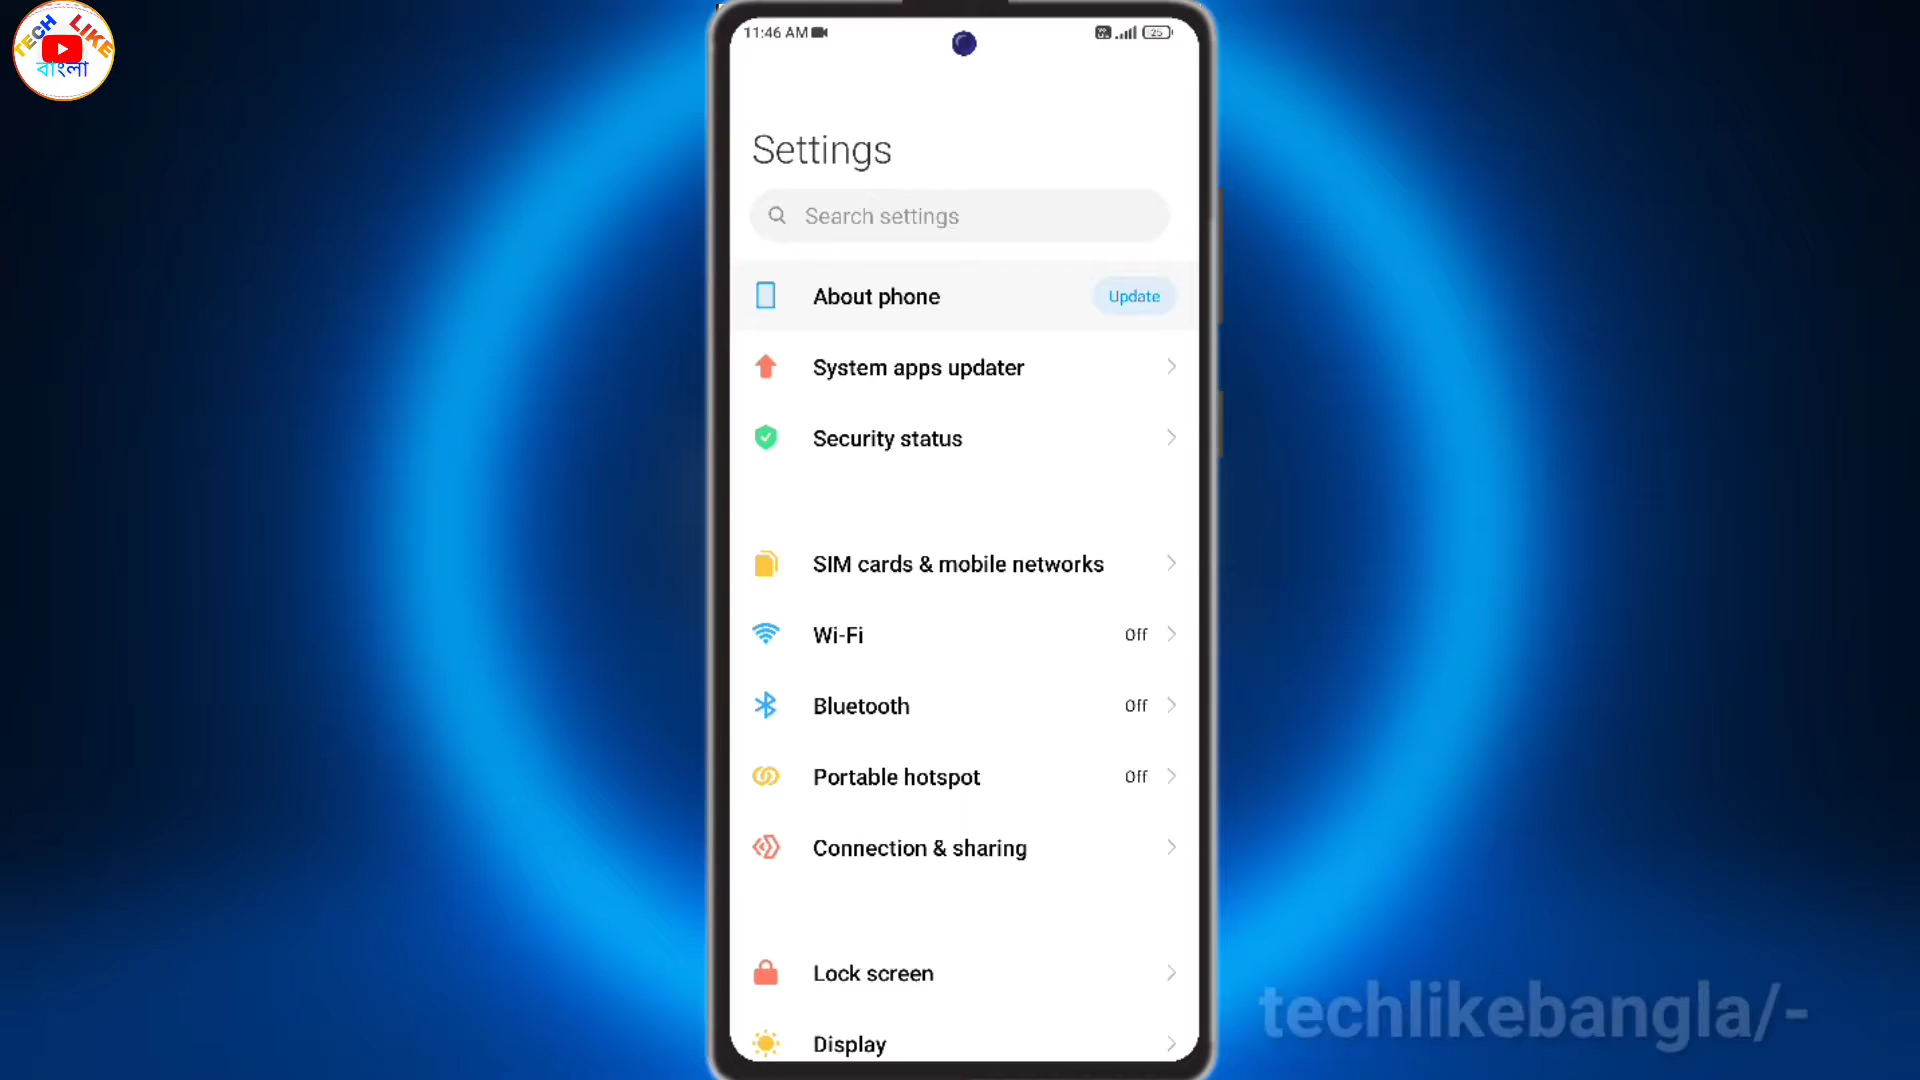 TECH LIKE
বাংলা
11:46 AM
25
Settings
Search settings
About phone
Update
System apps updater
Security status
SIM cards & mobile networks
Wi-Fi
Off
Bluetooth
Off
Portable hotspot
Off
Connection & sharing
Lock screen
Display
techlikebangla/-